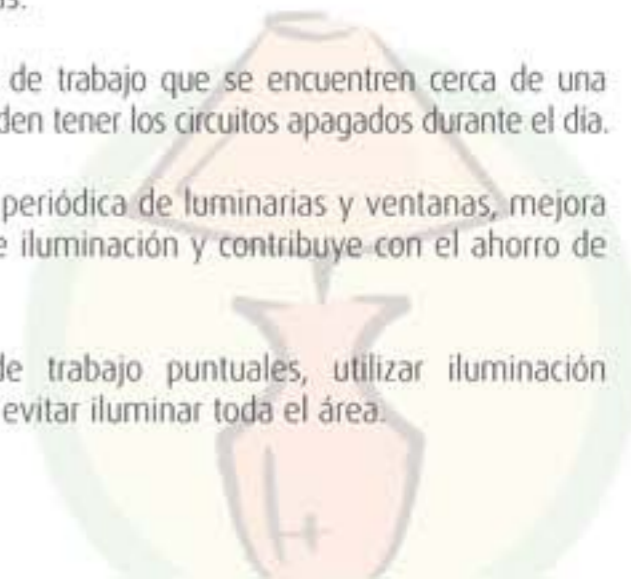 de trabajo que se encuentren cerca de una
den tener los circuitos apagados durante el día.
periódica de luminarias y ventanas, mejora
e iluminación y contribuye con el ahorro de
de trabajo puntuales, utilizar iluminación
evitar iluminar toda el área.